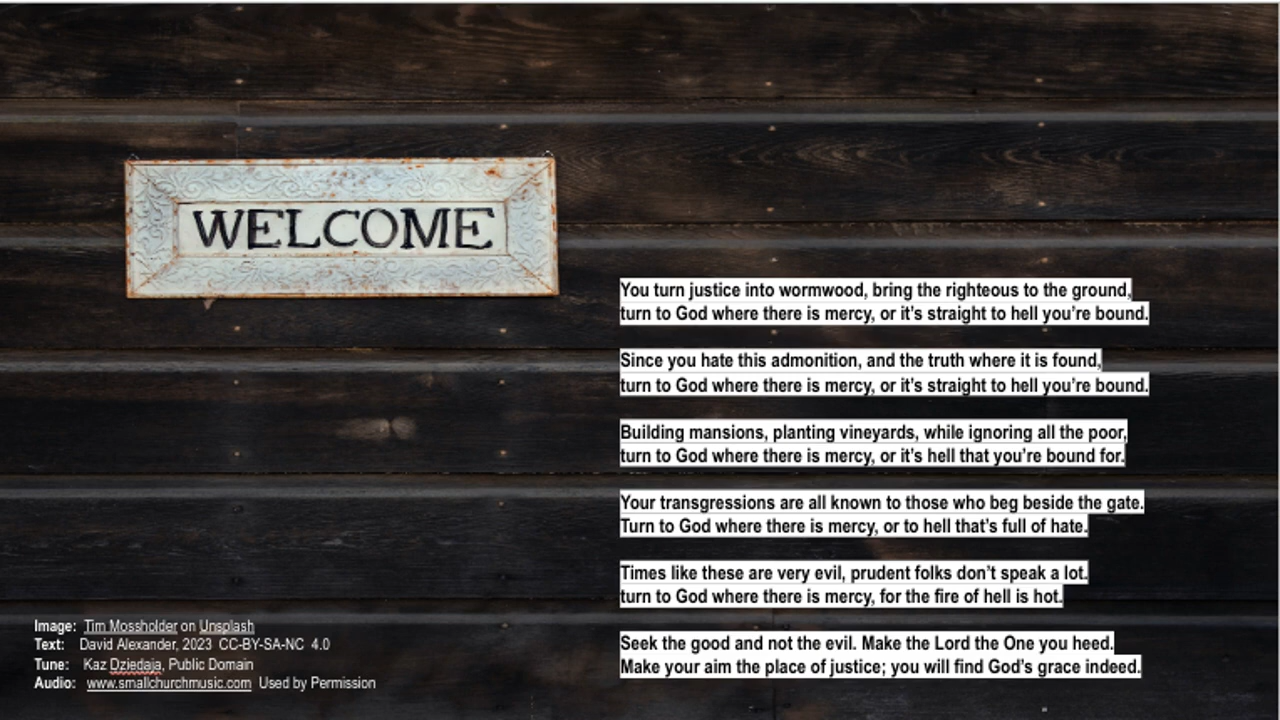 WELCOME
You turn justice into wormwood, bring the righteous to the ground,
turn to God where there is mercy, or it’s straight to hell you’re bound.
Since you hate this admonition, and the truth where it is found,
turn to God where there is mercy, or it’s straight to hell you’re bound.
Building mansions, planting vineyards, while ignoring all the poor,
turn to God where there is mercy, or it’s hell that you’re bound for.
Your transgressions are all known to those who beg beside the gate.
Turn to God where there is mercy, or to hell that’s full of hate.
Times like these are very evil, prudent folks don’t speak a lot.
turn to God where there is mercy, for the fire of hell is hot.
Seek the good and not the evil. Make the Lord the One you heed.
Make your aim the place of justice; you will find God’s grace indeed.
Image: Tim Mossholder on Unsplash
Text: David Alexander, 2023 CC-BY-SA-NC 4.0
Tune: Kaz Dziedaja, Public Domain
Audio: www.smallchurchmusic.com Used by Permission